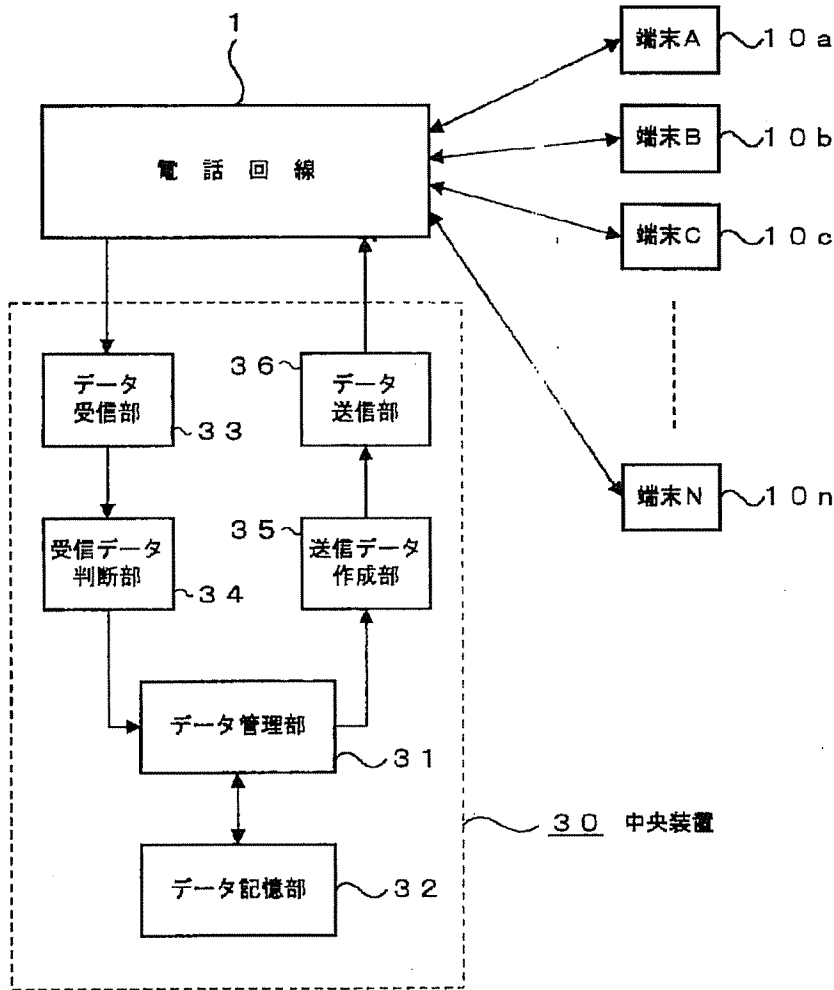 1
電話回線
端末A
10a
端末B
10b
端末C
10c
端末N
10n
データ
受信部
33
36
データ
送信部
受信データ
判断部
34
35
送信データ
作成部
データ管理部
31
データ記憶部
32
30 中央装置